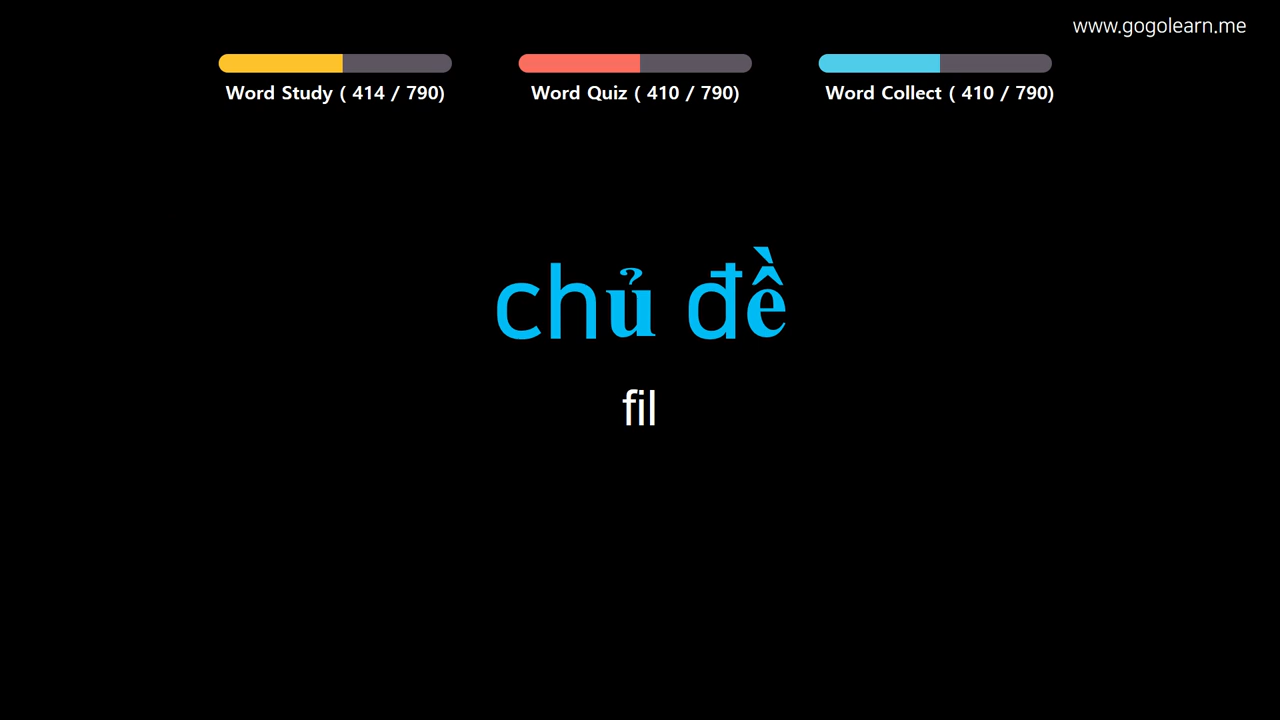 www.gogolearn.me
Word Study ( 414 / 790)
Word Quiz ( 410 / 790)
Word Collect ( 410 / 790)
chủ đề
fil